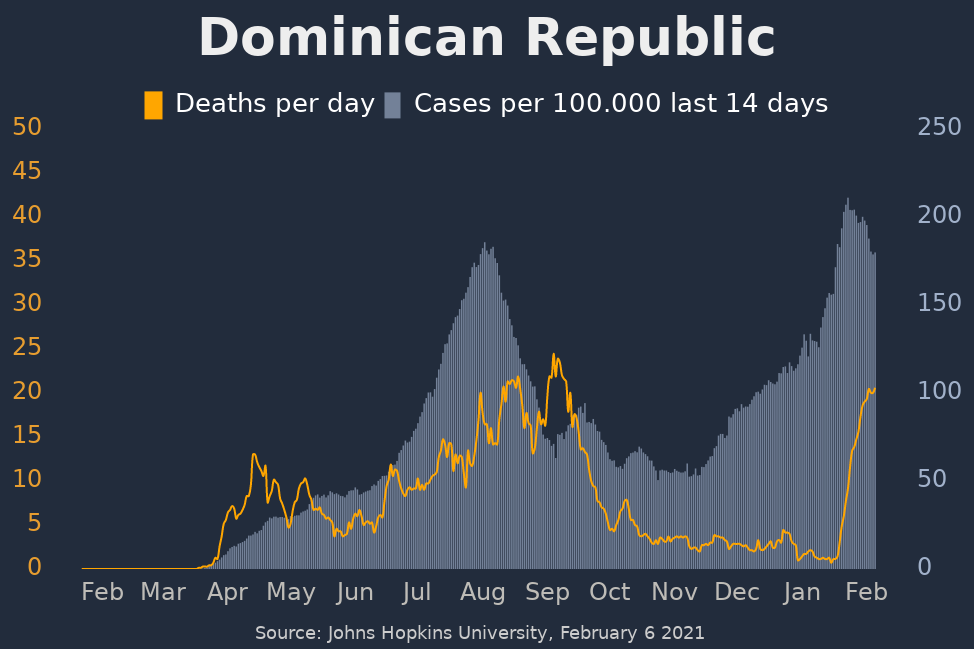 Dominican Republic
Deaths per day Cases per 100.000 last 14 days
50 250
45
40 200
35
30 150
25
20 100
15
10 50
5
0 0
Feb Mar Apr May Jun Jul Aug Sep Oct Nov Dec Jan Feb
Source: Johns Hopkins University, February 6 2021